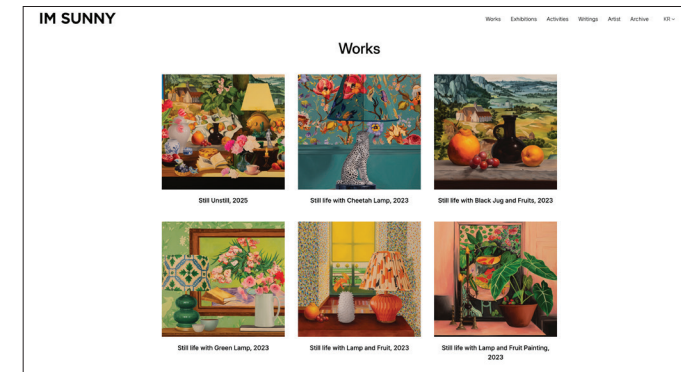 IM SUNNY
Works Exhibitions Activities Writings Artist Archive KR
Works
Still Unstill, 2025
Still life with Cheetah Lamp, 2023
Still life with Black Jug and Fruits, 2023
Still life with Green Lamp, 2023
Still life with Lamp and Fruit, 2023
Still life with Lamp and Fruit Painting,
2023